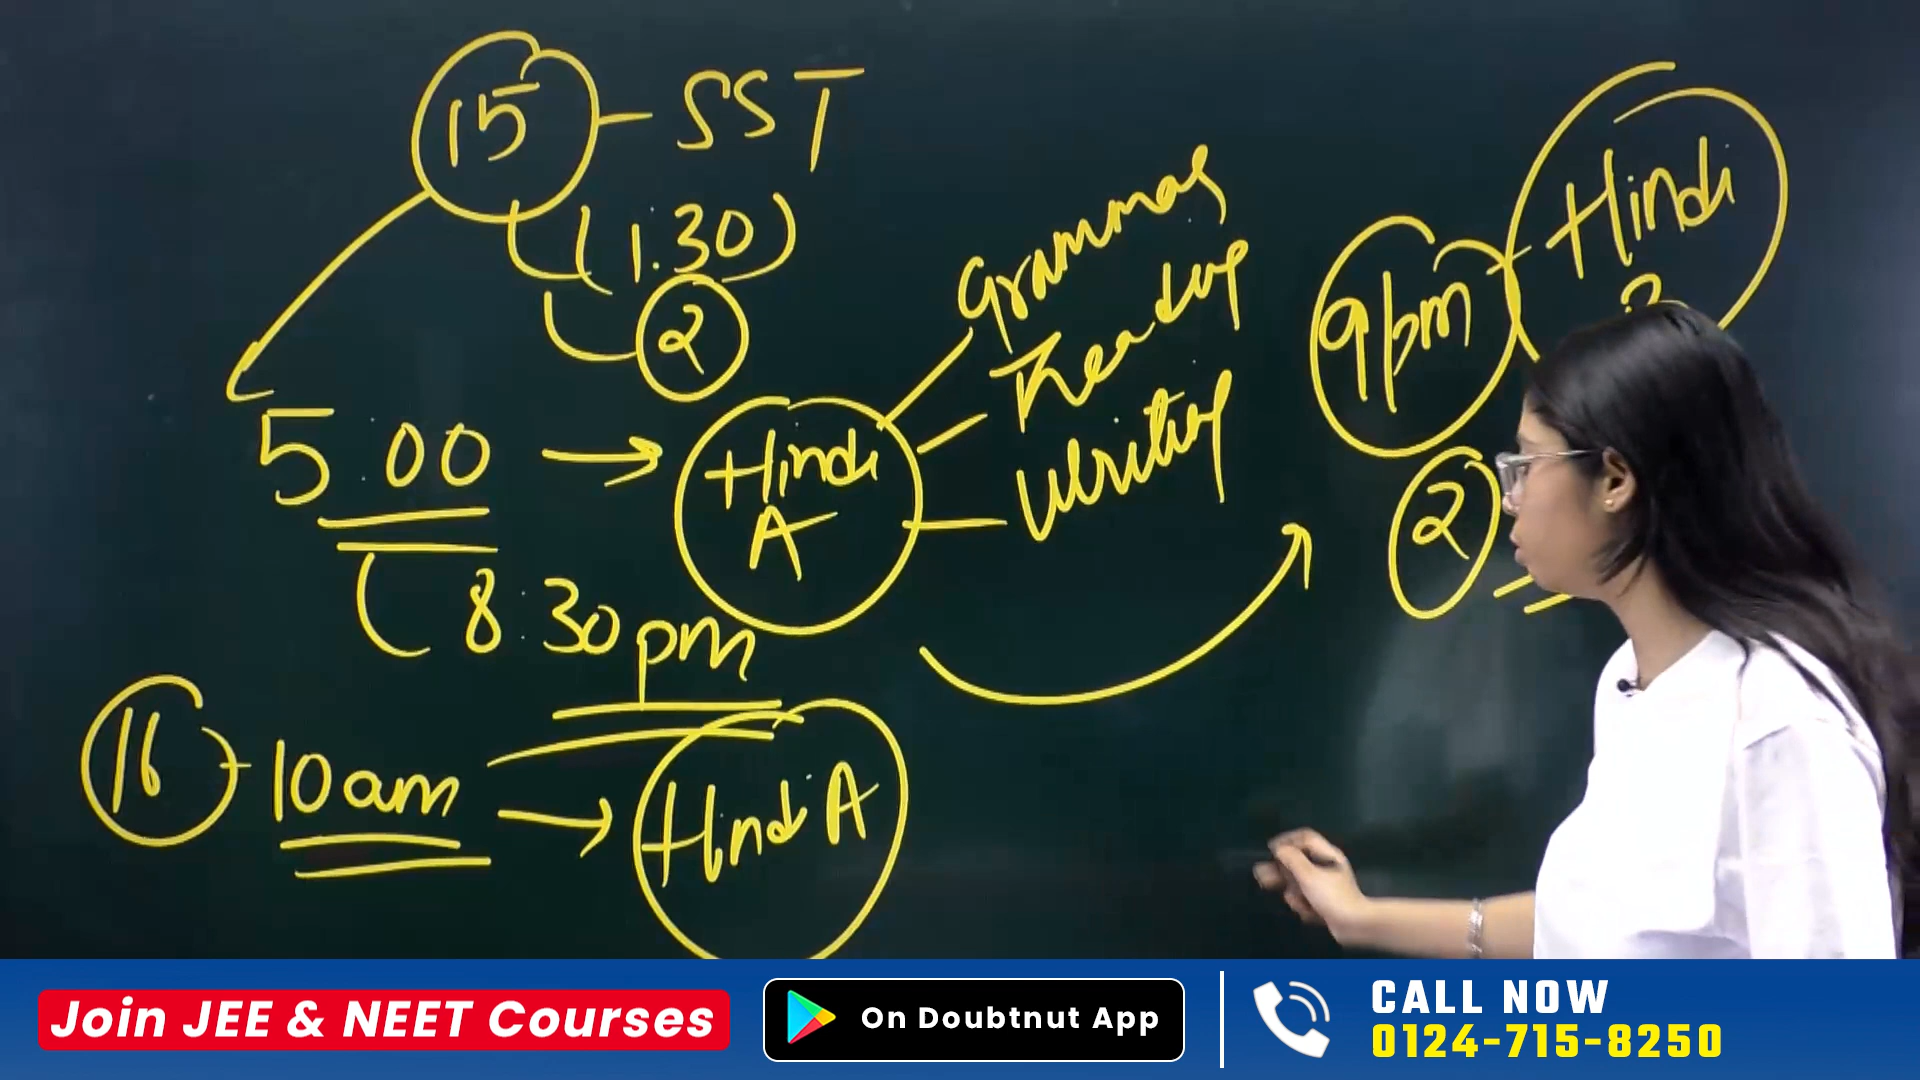 15 - SST
(1.30)
2
5.00 → Hindi
A
Grammar
Reading
Writing
8:30pm
9pm - Hindi
2
16 - 10am → Hindi A
Join JEE & NEET Courses
On Doubtnut App
CALL NOW
0124-715-8250